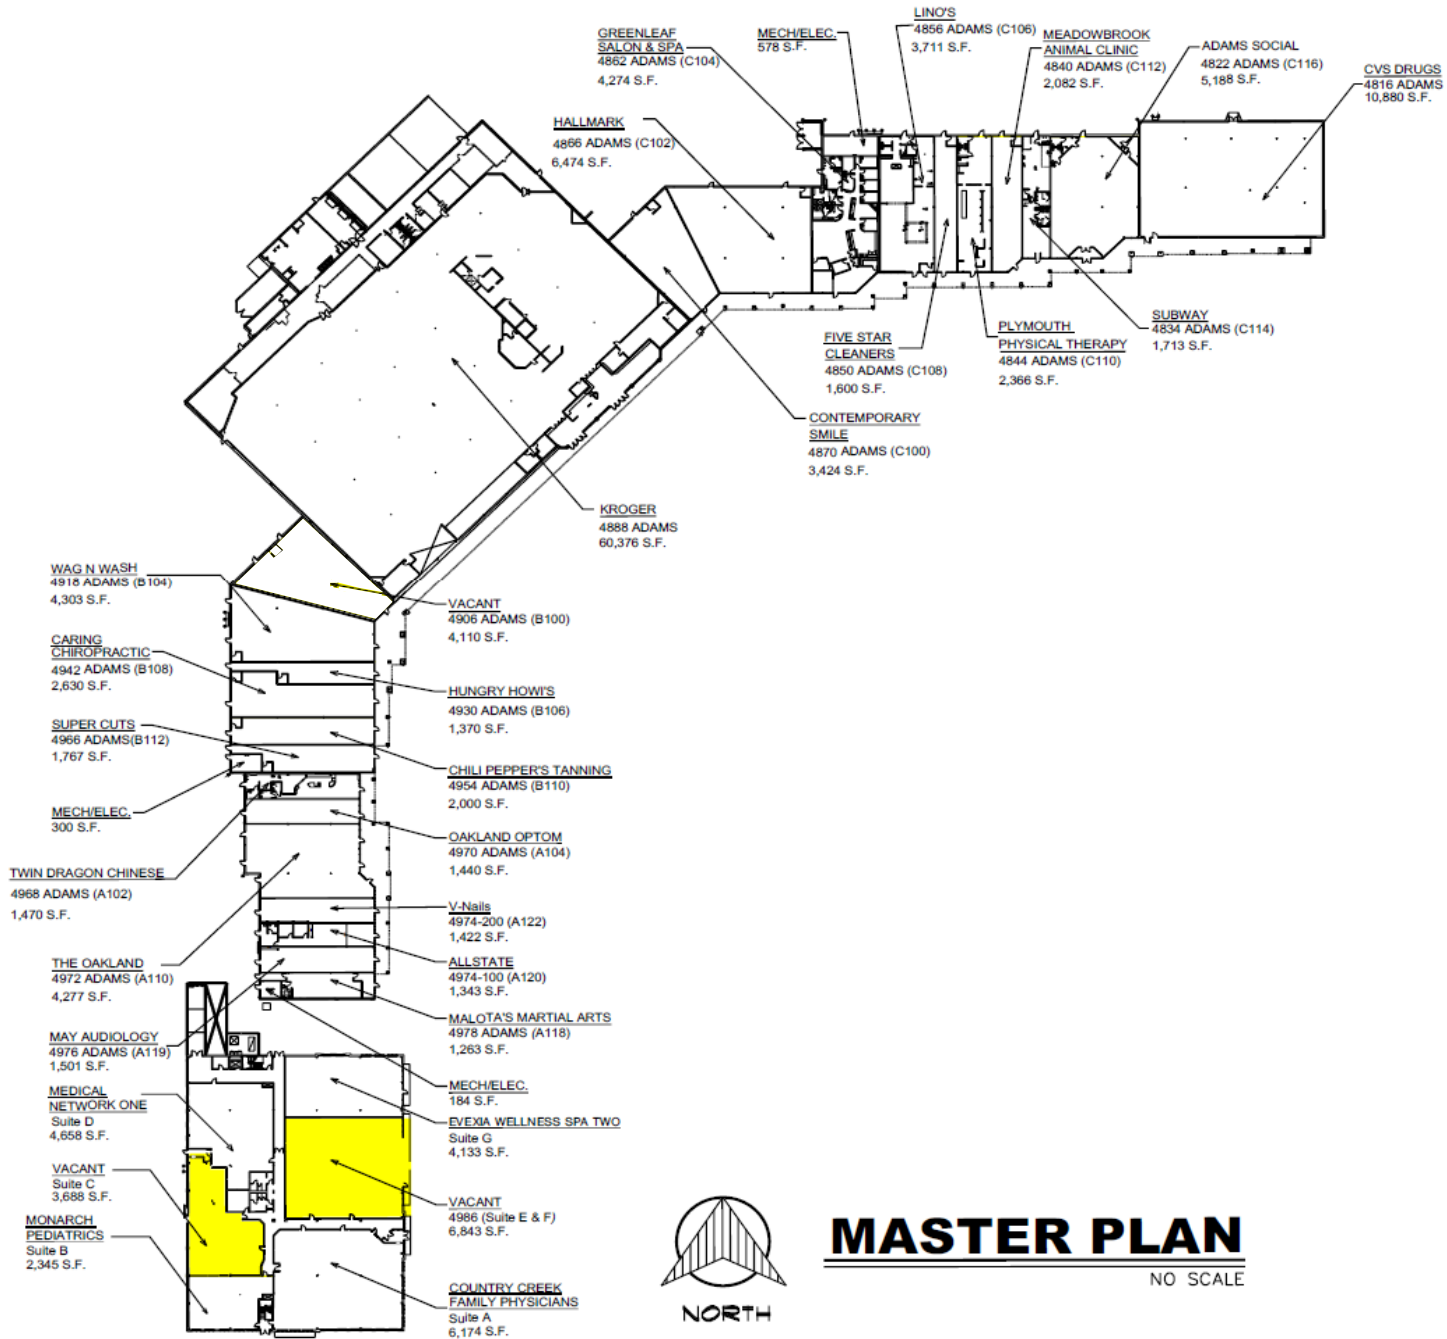 LINO'S
4856 ADAMS (C106)
3,711 S.F.
GREENLEAF
SALON & SPA
4862 ADAMS (C104)
4,274 S.F.
MECH/ELEC.
578 S.F.
MEADOWBROOK
ANIMAL CLINIC
4840 ADAMS (C112)
2,082 S.F.
ADAMS SOCIAL
4822 ADAMS (C116)
5,188 S.F.
CVS DRUGS
4816 ADAMS
10,880 S.F.
HALLMARK
4866 ADAMS (C102)
6,474 S.F.
SUBWAY
4834 ADAMS (C114)
1,713 S.F.
PLYMOUTH
PHYSICAL THERAPY
4844 ADAMS (C110)
2,366 S.F.
FIVE STAR
CLEANERS
4850 ADAMS (C108)
1,600 S.F.
CONTEMPORARY
SMILE
4870 ADAMS (C100)
3,424 S.F.
KROGER
4888 ADAMS
60,376 S.F.
WAG N WASH
4918 ADAMS (B104)
4,303 S.F.
VACANT
4906 ADAMS (B100)
4,110 S.F.
CARING
CHIROPRACTIC
4942 ADAMS (B108)
2,630 S.F.
HUNGRY HOWI'S
4930 ADAMS (B106)
1,370 S.F.
SUPER CUTS
4966 ADAMS(B112)
1,767 S.F.
CHILI PEPPER'S TANNING
4954 ADAMS (B110)
2,000 S.F.
MECH/ELEC.
300 S.F.
OAKLAND OPTOM
4970 ADAMS (A104)
1,440 S.F.
TWIN DRAGON CHINESE
4968 ADAMS (A102)
1,470 S.F.
V-Nails
4974-200 (A122)
1,422 S.F.
THE OAKLAND
4972 ADAMS (A110)
4,277 S.F.
ALLSTATE
4974-100 (A120)
1,343 S.F.
MALOTA'S MARTIAL ARTS
4978 ADAMS (A118)
1,263 S.F.
MAY AUDIOLOGY
4976 ADAMS (A119)
1,501 S.F.
MECH/ELEC.
184 S.F.
MEDICAL
NETWORK ONE
Suite D
4,658 S.F.
EVEXIA WELLNESS SPA TWO
Suite G
4,133 S.F.
VACANT
Suite C
3,688 S.F.
VACANT
4986 (Suite E & F)
6,843 S.F.
MONARCH
PEDIATRICS
Suite B
2,345 S.F.
COUNTRY CREEK
FAMILY PHYSICIANS
Suite A
6,174 S.F.
NORTH
MASTER PLAN
NO SCALE